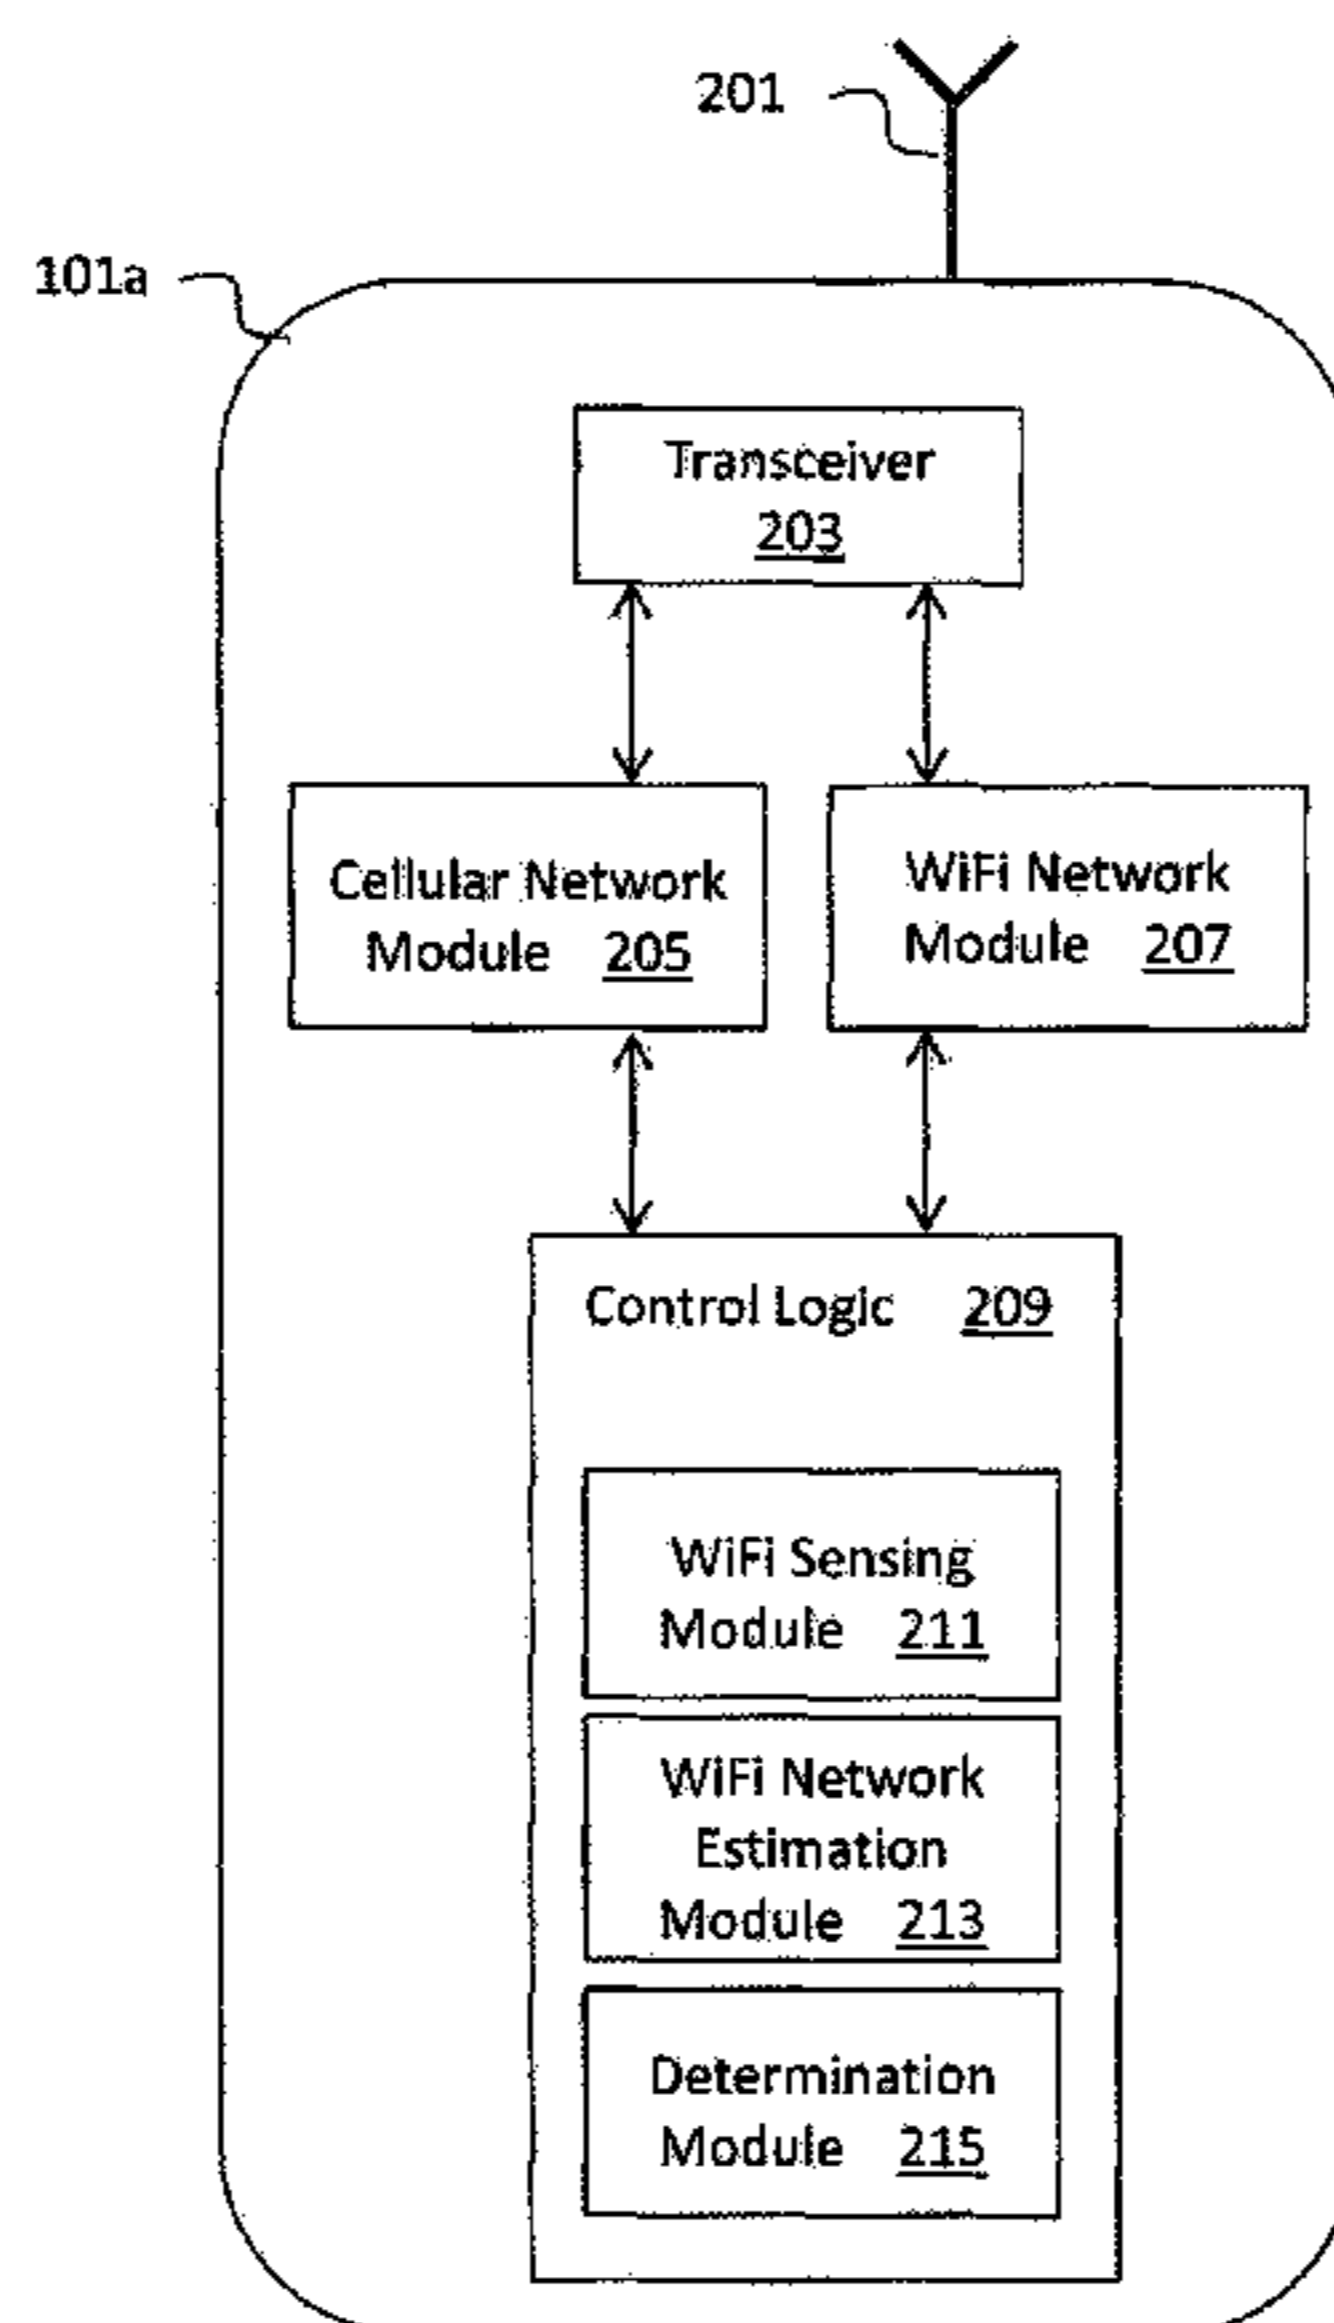 201
101a
Transceiver
203
Cellular Network
Module 205
WiFi Network
Module 207
Control Logic 209
WiFi Sensing
Module 211
WiFi Network
Estimation
Module 213
Determination
Module 215